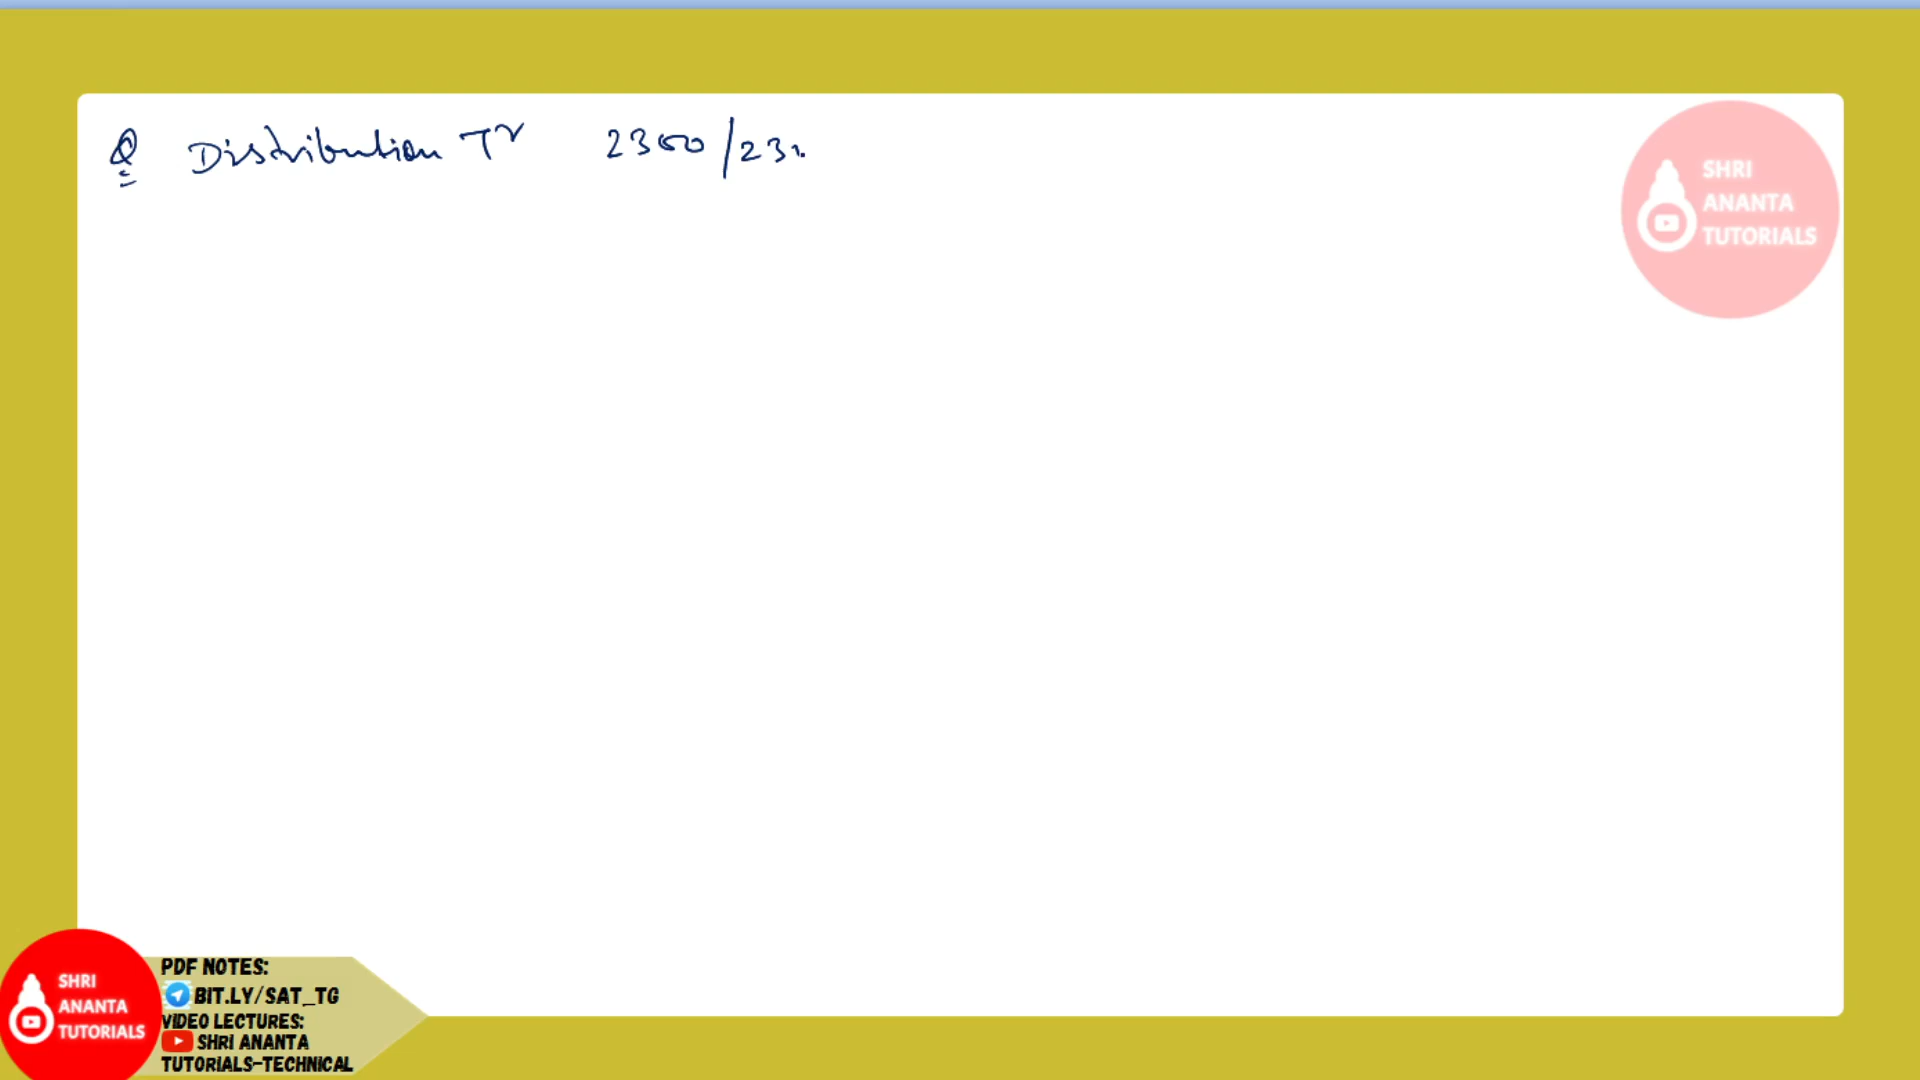 Q Distribution Tr 2300/23
SHRI
ANANTA
TUTORIALS
SHRI
ANANTA
TUTORIALS
PDF NOTES:
BIT.LY/SAT_TG
VIDEO LECTURES:
SHRI ANANTA
TUTORIALS-TECHNICAL